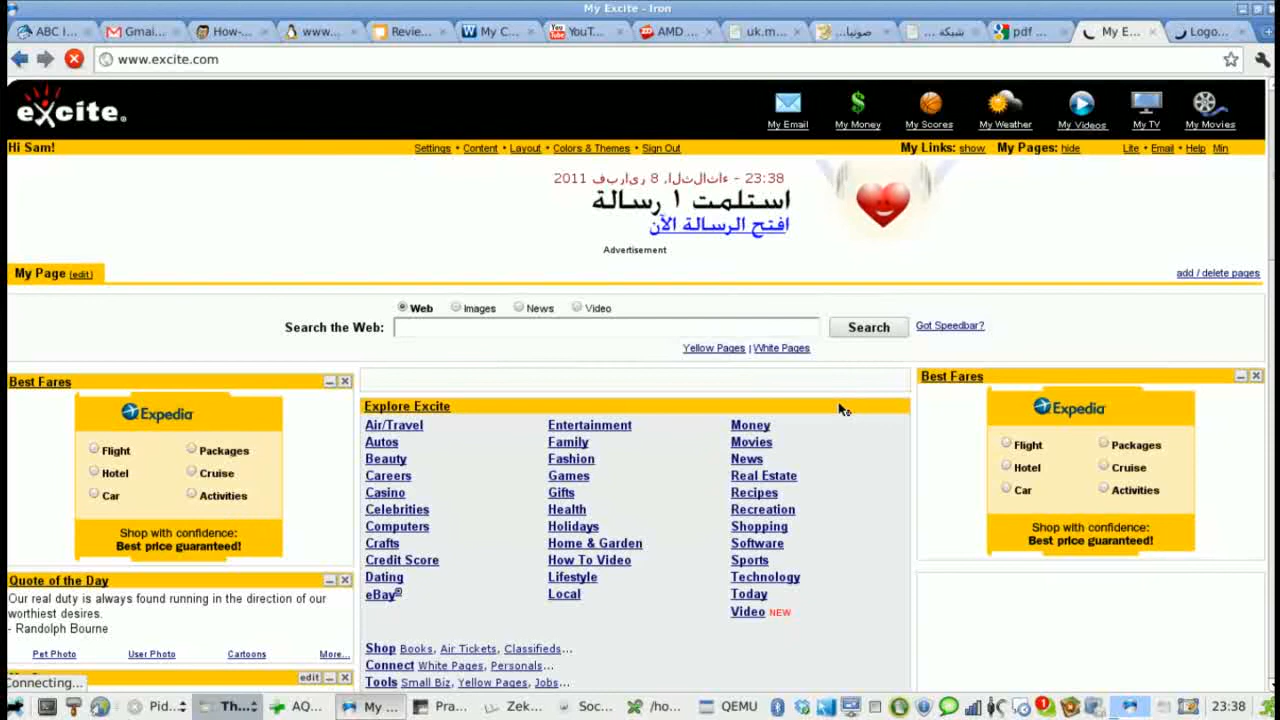 My Excite - Iron
ABC I... Gmai... How-... www... Revie... My C... YouT... AMD ... uk.m... صوتيا... شبكة ... pdf ... My E... Logo...
www.excite.com
excite
My Email My Money My Scores My Weather My Videos My TV My Movies
Hi Sam! Settings • Content • Layout • Colors & Themes • Sign Out My Links: show My Pages: hide Lite • Email • Help Min
23:38 - الثلاثاء, 8 فبراير 2011
استلمت ١ رسالة
افتح الرسالة الآن
Advertisement
My Page (edit) add / delete pages
Web Images News Video
Search the Web: Search Got Speedbar?
Yellow Pages | White Pages
Best Fares
Expedia
Flight Packages
Hotel Cruise
Car Activities
Shop with confidence:
Best price guaranteed!
Quote of the Day
Our real duty is always found running in the direction of our
worthiest desires.
- Randolph Bourne
Pet Photo User Photo Cartoons More...
edit
Connecting...
Explore Excite
Air/Travel Entertainment Money
Autos Family Movies
Beauty Fashion News
Careers Games Real Estate
Casino Gifts Recipes
Celebrities Health Recreation
Computers Holidays Shopping
Crafts Home & Garden Software
Credit Score How To Video Sports
Dating Lifestyle Technology
eBay® Local Today
Video NEW
Shop Books, Air Tickets, Classifieds...
Connect White Pages, Personals...
Tools Small Biz, Yellow Pages, Jobs...
Best Fares
Expedia
Flight Packages
Hotel Cruise
Car Activities
Shop with confidence:
Best price guaranteed!
Pid... Th... AQ... My ... Pra... Zek... Soc... /ho... QEMU 23:38